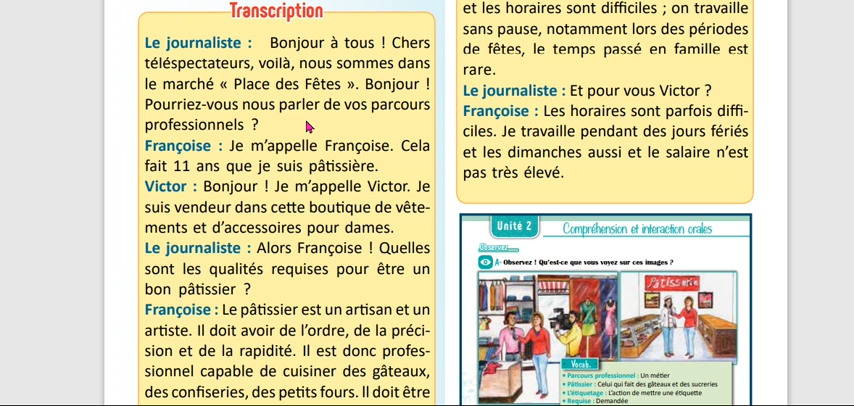 Transcription
Le journaliste : Bonjour à tous ! Chers
téléspectateurs, voilà, nous sommes dans
le marché « Place des Fêtes ». Bonjour !
Pourriez-vous nous parler de vos parcours
professionnels ?
Françoise : Je m'appelle Françoise. Cela
fait 11 ans que je suis pâtissière.
Victor : Bonjour ! Je m'appelle Victor. Je
suis vendeur dans cette boutique de vête-
ments et d'accessoires pour dames.
Le journaliste : Alors Françoise ! Quelles
sont les qualités requises pour être un
bon pâtissier ?
Françoise : Le pâtissier est un artisan et un
artiste. Il doit avoir de l'ordre, de la préci-
sion et de la rapidité. Il est donc profes-
sionnel capable de cuisiner des gâteaux,
des confiseries, des petits fours. Il doit être
et les horaires sont difficiles ; on travaille
sans pause, notamment lors des périodes
de fêtes, le temps passé en famille est
rare.
Le journaliste : Et pour vous Victor ?
Françoise : Les horaires sont parfois diffi-
ciles. Je travaille pendant des jours fériés
et les dimanches aussi et le salaire n'est
pas très élevé.
Unité 2
Compréhension et interaction orales
A- Observez ! Qu'est-ce que vous voyez sur ces images ?
Pâtisserie
Vocab.
• Parcours professionnel : Un métier
• Pâtissier : Celui qui fait des gâteaux et des sucreries
• L'étiquetage : L'action de mettre une étiquette
• Requise : Demandée